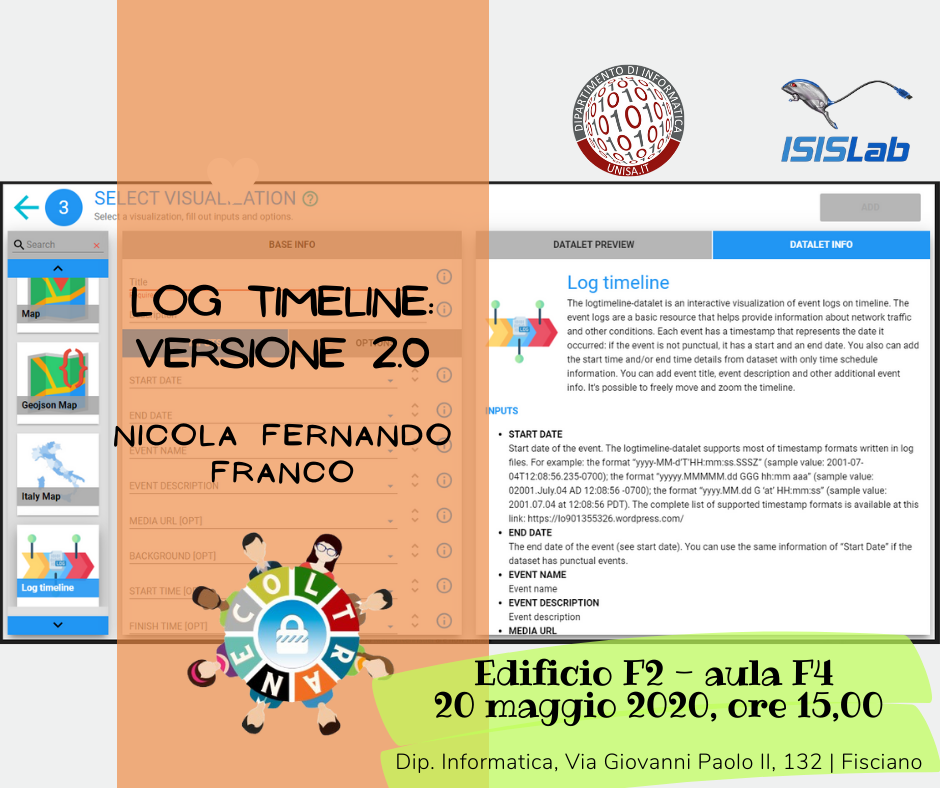 DIPARTIMENTO DI INFORMATICA
UNISA.IT
ISISLab
3
SELECT VISUALIZATION
Select a visualization, fill out inputs and options.
ADD
Search
Map
Geojson Map
Italy Map
Log timeline
BASE INFO
Title
OPTIONS
START DATE
END DATE
EVENT NAME
EVENT DESCRIPTION
MEDIA URL [OPT]
BACKGROUND [OPT]
START TIME [OPT]
FINISH TIME [OPT]
LOG TIMELINE:
VERSIONE 2.0
NICOLA FERNANDO
FRANCO
COLTRANE
DATALET PREVIEW
DATALET INFO
Log timeline
The logtimeline-datalet is an interactive visualization of event logs on timeline. The
event logs are a basic resource that helps provide information about network traffic
and other conditions. Each event has a timestamp that represents the date it
occurred: if the event is not punctual, it has a start and an end date. You also can add
the start time and/or end time details from dataset with only time schedule
information. You can add event title, event description and other additional event
info. It's possible to freely move and zoom the timeline.
INPUTS
• START DATE
Start date of the event. The logtimeline-datalet supports most of timestamp formats written in log
files. For example: the format "yyyy-MM-d'T'HH:mm:ss.SSSZ" (sample value: 2001-07-
04T12:08:56.235-0700); the format "yyyyy.MMMMM.dd GGG hh:mm aaa" (sample value:
02001.July.04 AD 12:08:56 -0700); the format "yyyy.MM.dd G 'at' HH:mm:ss" (sample value:
2001.07.04 at 12:08:56 PDT). The complete list of supported timestamp formats is available at this
link: https://lo901355326.wordpress.com/
• END DATE
The end date of the event (see start date). You can use the same information of "Start Date" if the
dataset has punctual events.
• EVENT NAME
Event name
• EVENT DESCRIPTION
Event description
• MEDIA URL
Edificio F2 - aula F4
20 maggio 2020, ore 15,00
Dip. Informatica, Via Giovanni Paolo II, 132 | Fisciano